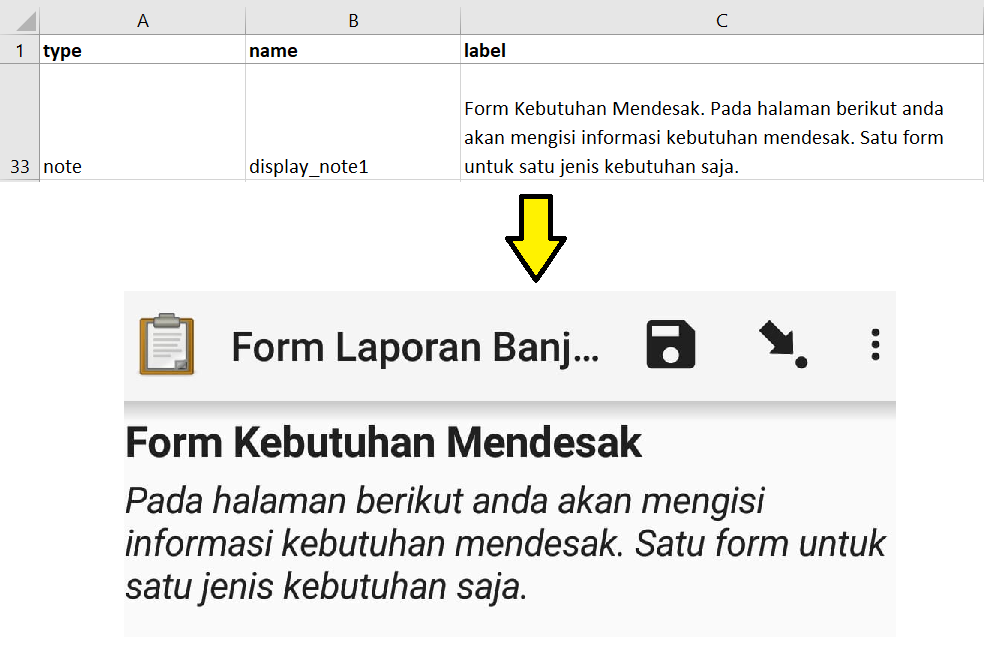 A B C
1 type name label
Form Kebutuhan Mendesak. Pada halaman berikut anda
akan mengisi informasi kebutuhan mendesak. Satu form
33 note display_note1 untuk satu jenis kebutuhan saja.
Form Laporan Banj...
Form Kebutuhan Mendesak
Pada halaman berikut anda akan mengisi
informasi kebutuhan mendesak. Satu form untuk
satu jenis kebutuhan saja.